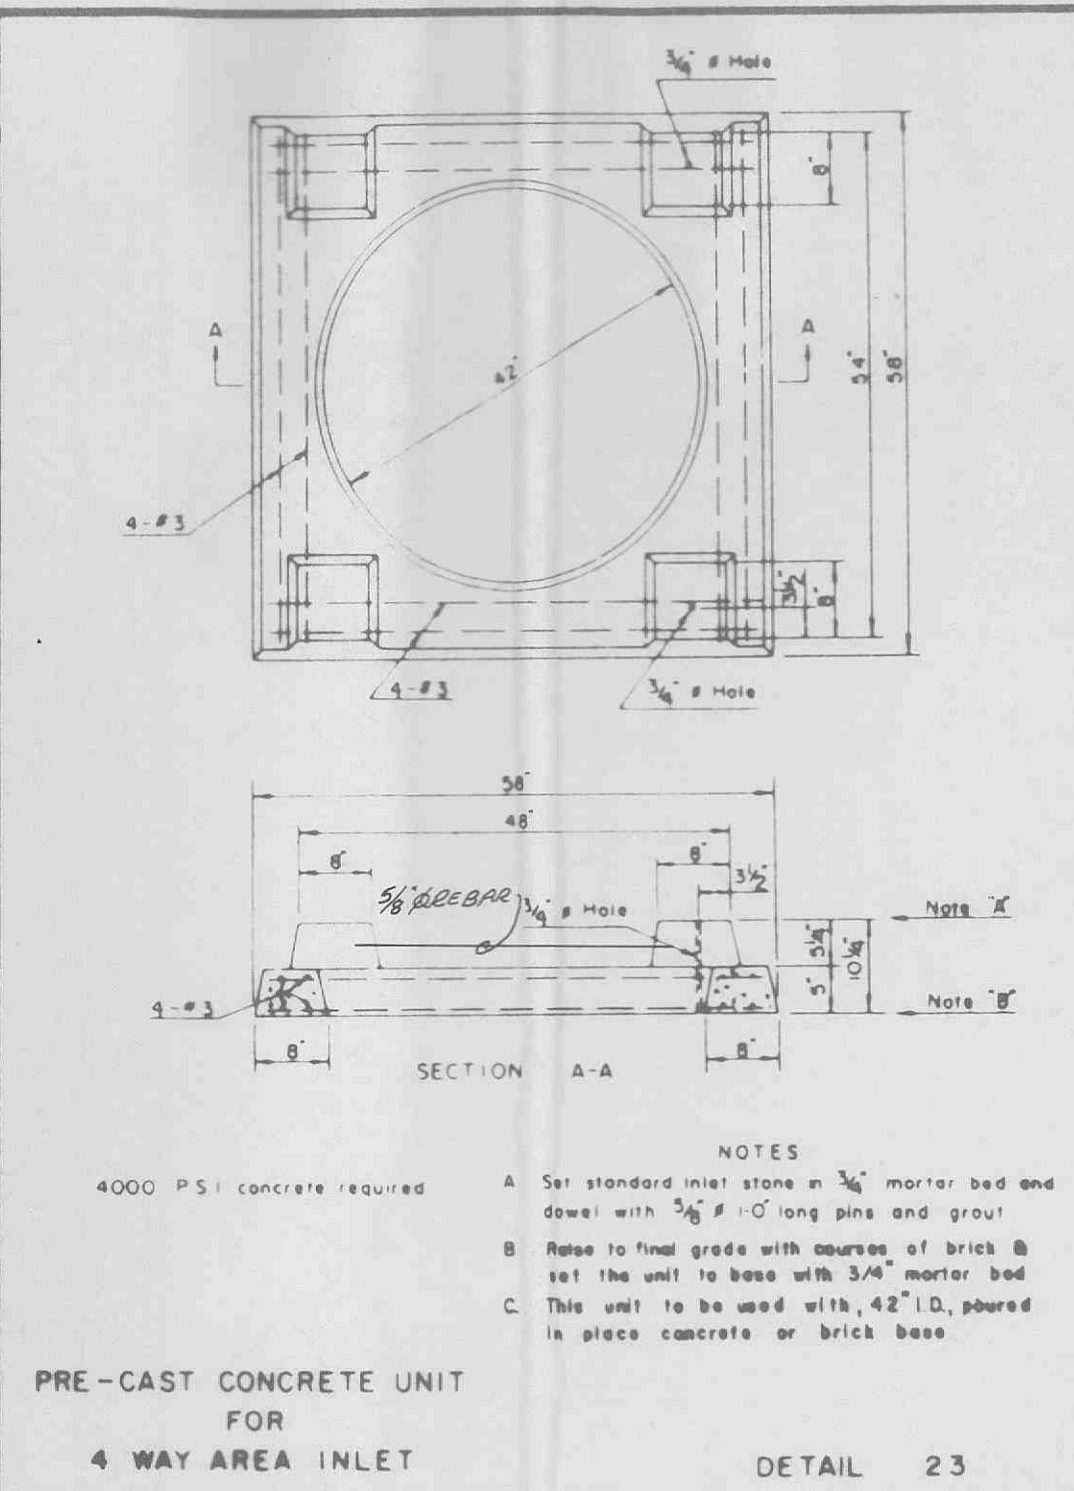 3/4" ø Hole
8"
A
A
42"
54"
58"
4-#3
3 1/2"
8"
4-#3
3/4" ø Hole
58"
48"
8"
8"
3 1/2"
5/8" ø REBAR
3/4" ø Hole
Note "A"
5 1/4"
10 1/4"
5"
Note "B"
4-#3
8"
8"
SECTION A-A
NOTES
4000 PSI concrete required
A Set standard inlet stone in 3/4" mortar bed and
dowel with 5/8" ø 1-0" long pins and grout
B Raise to final grade with courses of brick &
set the unit to base with 3/4" mortar bed
C. This unit to be used with, 42" I.D., poured
in place concrete or brick base
PRE-CAST CONCRETE UNIT
FOR
4 WAY AREA INLET
DETAIL 23